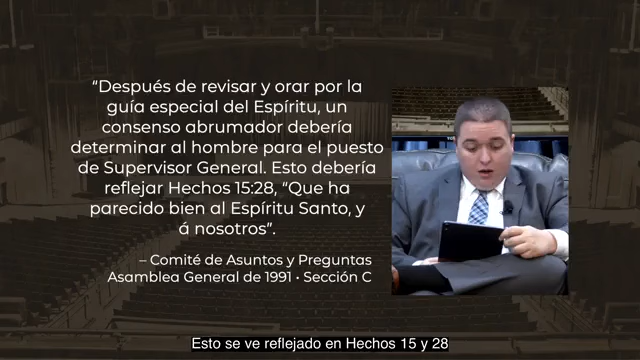 “Después de revisar y orar por la
guía especial del Espíritu, un
consenso abrumador debería
determinar al hombre para el puesto
de Supervisor General. Esto debería
reflejar Hechos 15:28, “Que ha
parecido bien al Espíritu Santo, y
á nosotros”.
– Comité de Asuntos y Preguntas
Asamblea General de 1991 • Sección C
Esto se ve reflejado en Hechos 15 y 28